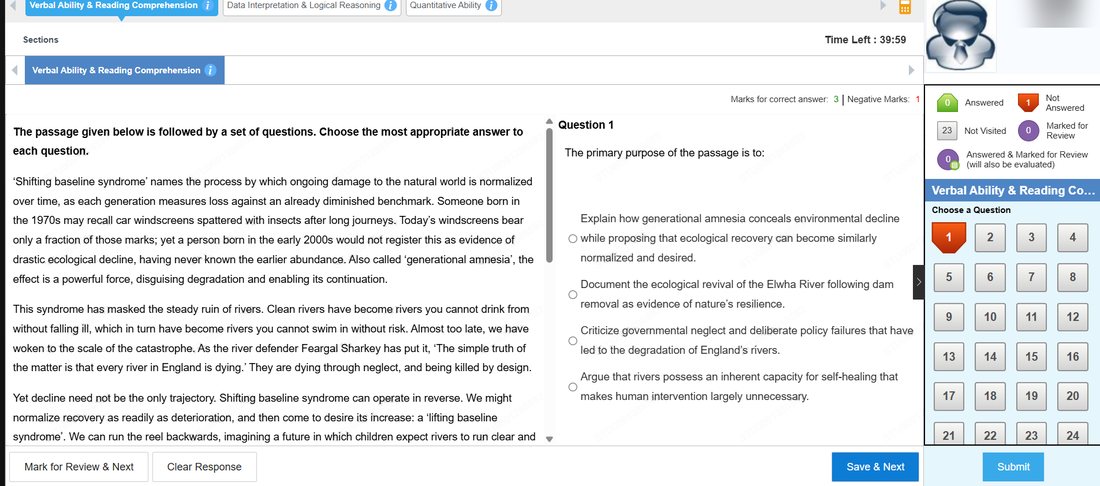 Verbal Ability & Reading Comprehension i
Data Interpretation & Logical Reasoning i
Quantitative Ability i
Sections
Time Left : 39:59
Verbal Ability & Reading Comprehension i
Marks for correct answer: 3 | Negative Marks: 1
The passage given below is followed by a set of questions. Choose the most appropriate answer to
each question.
‘Shifting baseline syndrome’ names the process by which ongoing damage to the natural world is normalized
over time, as each generation measures loss against an already diminished benchmark. Someone born in
the 1970s may recall car windscreens spattered with insects after long journeys. Today’s windscreens bear
only a fraction of those marks; yet a person born in the early 2000s would not register this as evidence of
drastic ecological decline, having never known the earlier abundance. Also called ‘generational amnesia’, the
effect is a powerful force, disguising degradation and enabling its continuation.
This syndrome has masked the steady ruin of rivers. Clean rivers have become rivers you cannot drink from
without falling ill, which in turn have become rivers you cannot swim in without risk. Almost too late, we have
woken to the scale of the catastrophe. As the river defender Feargal Sharkey has put it, ‘The simple truth of
the matter is that every river in England is dying.’ They are dying through neglect, and being killed by design.
Yet decline need not be the only trajectory. Shifting baseline syndrome can operate in reverse. We might
normalize recovery as readily as deterioration, and then come to desire its increase: a ‘lifting baseline
syndrome’. We can run the reel backwards, imagining a future in which children expect rivers to run clear and
Question 1
The primary purpose of the passage is to:
Explain how generational amnesia conceals environmental decline
while proposing that ecological recovery can become similarly
normalized and desired.
Document the ecological revival of the Elwha River following dam
removal as evidence of nature’s resilience.
Criticize governmental neglect and deliberate policy failures that have
led to the degradation of England’s rivers.
Argue that rivers possess an inherent capacity for self-healing that
makes human intervention largely unnecessary.
Mark for Review & Next
Clear Response
Save & Next
0 Answered
1 Not
Answered
23 Not Visited
0 Marked for
Review
0 Answered & Marked for Review
(will also be evaluated)
Verbal Ability & Reading Co...
Choose a Question
1 2 3 4
5 6 7 8
9 10 11 12
13 14 15 16
17 18 19 20
21 22 23 24
Submit